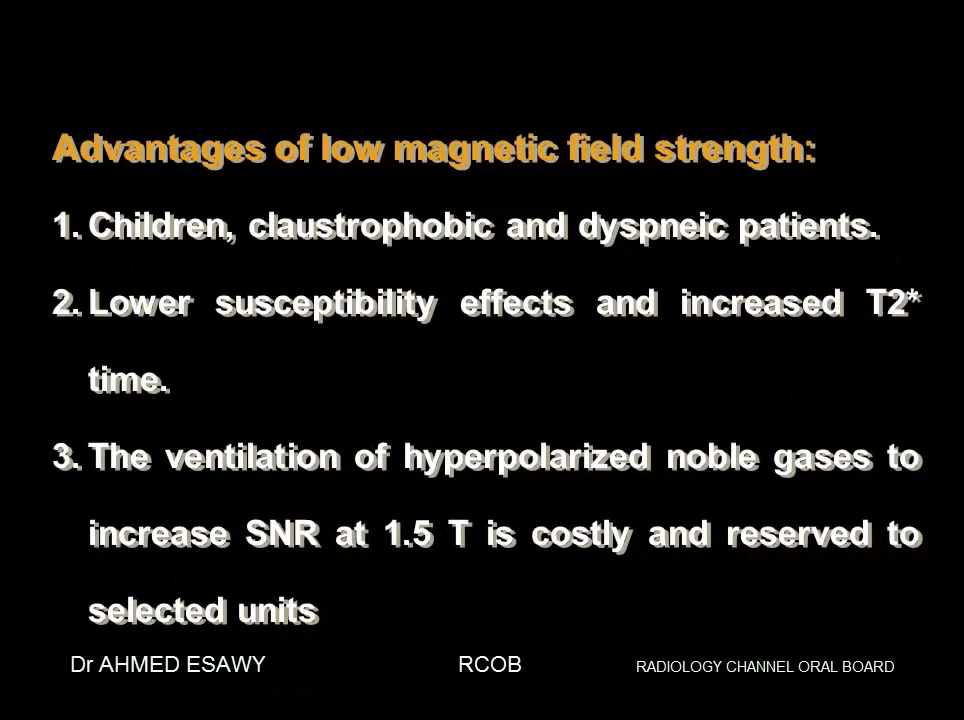 Advantages of low magnetic field strength:
1. Children, claustrophobic and dyspneic patients.
2. Lower susceptibility effects and increased T2*
time.
3. The ventilation of hyperpolarized noble gases to
increase SNR at 1.5 T is costly and reserved to
selected units
Dr AHMED ESAWY RCOB RADIOLOGY CHANNEL ORAL BOARD